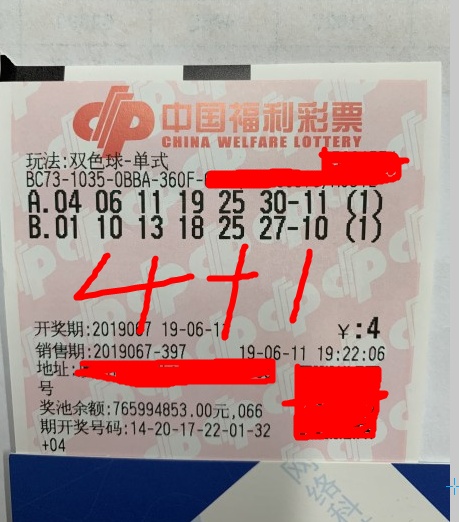 中国福利彩票
CHINA WELFARE LOTTERY
玩法:双色球-单式
BC73-1035-0BBA-360F-
A.04 06 11 19 25 30-11 (1)
B.01 10 13 18 25 27-10 (1)
4+1
开奖期:2019067 19-06-1
¥:4
销售期:2019067-397 19-06-11 19:22:06
地址:
号
奖池余额:765994853.00元,066
期开奖号码:14-20-17-22-01-32
+04
网络科